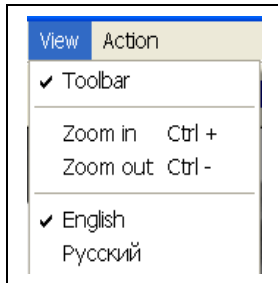 View Action
✔ Toolbar
Zoom in Ctrl +
Zoom out Ctrl -
✔ English
Русский